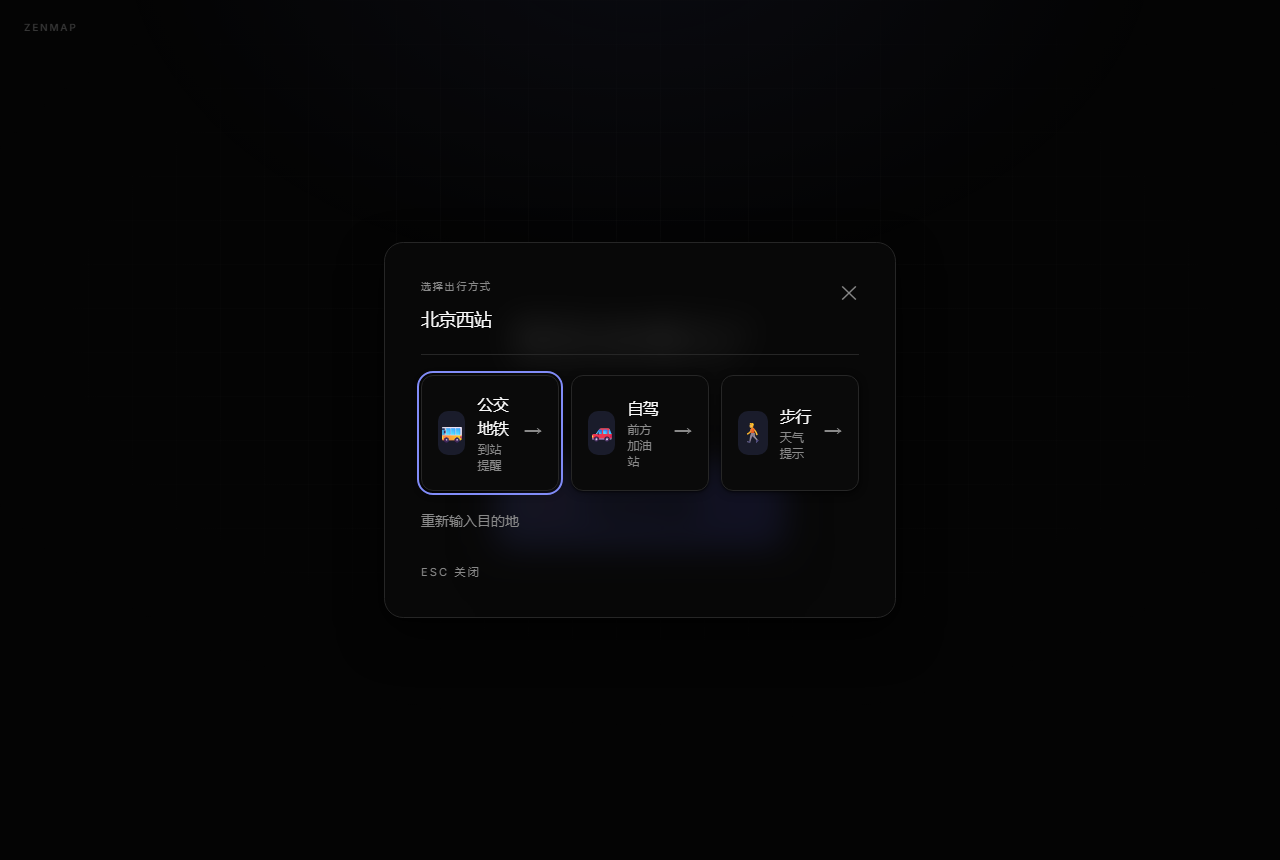 ZENMAP
选择出行方式
北京西站
公交
地铁
到站
提醒
→
自驾
前方
加油
站
→
步行
天气
提示
→
重新输入目的地
ESC 关闭